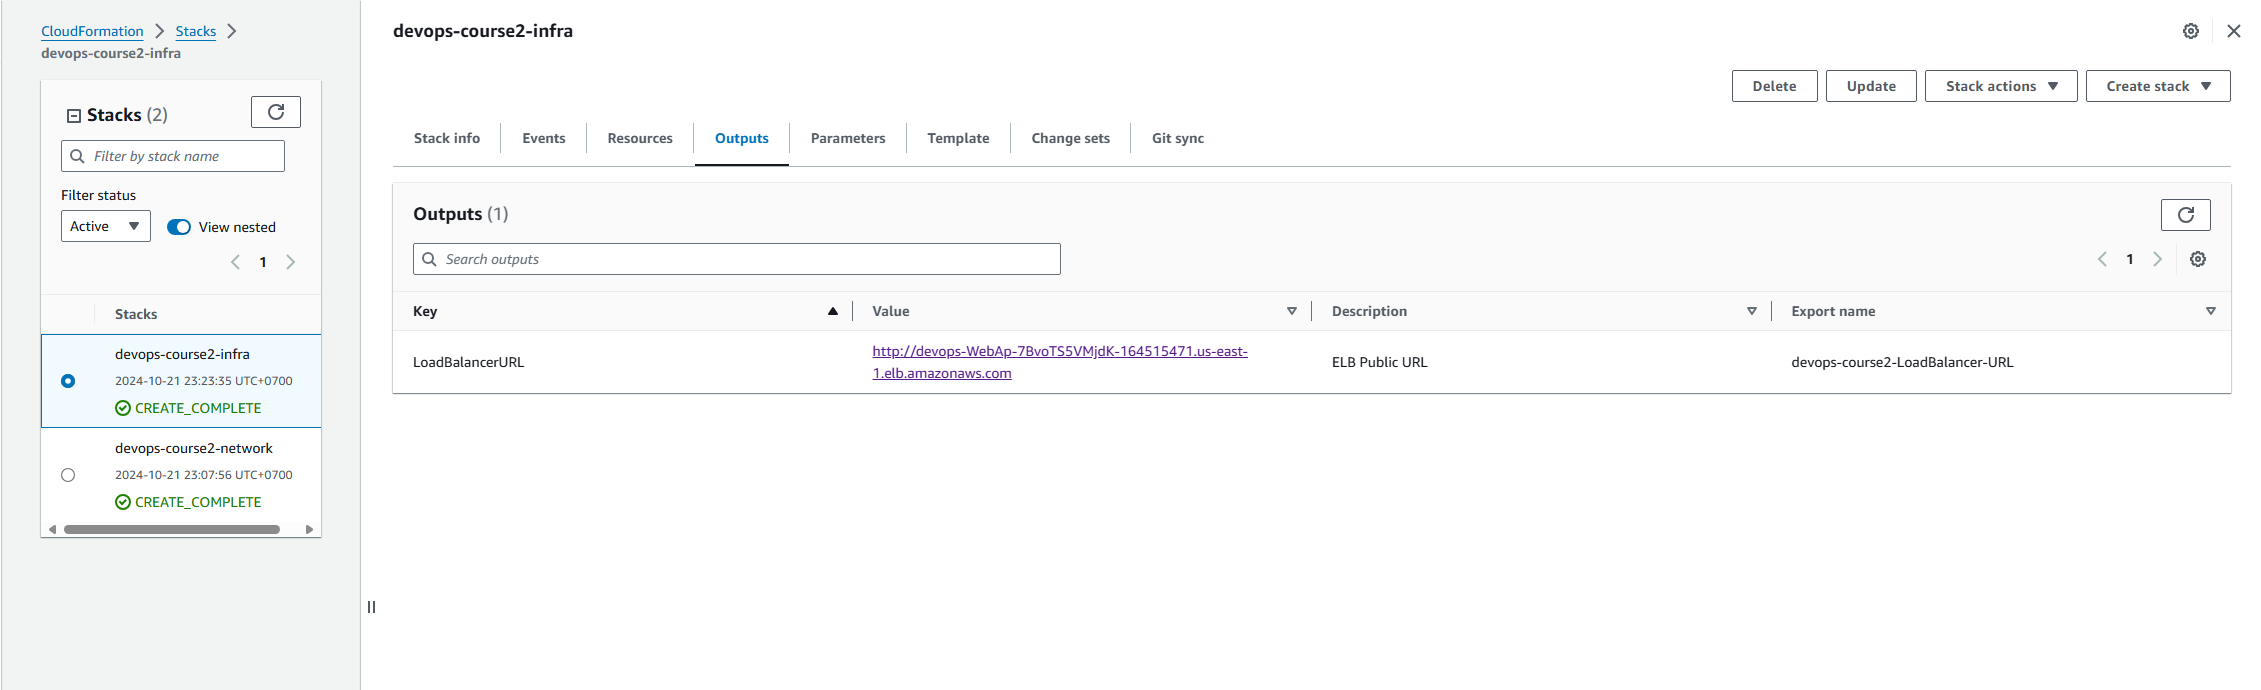 CloudFormation
Stacks
devops-course2-infra
Stacks (2)
Filter by stack name
Filter status
Active
View nested
1
Stacks
devops-course2-infra
2024-10-21 23:23:35 UTC+0700
CREATE_COMPLETE
devops-course2-network
2024-10-21 23:07:56 UTC+0700
CREATE_COMPLETE
devops-course2-infra
Delete
Update
Stack actions
Create stack
Stack info
Events
Resources
Outputs
Parameters
Template
Change sets
Git sync
Outputs (1)
Search outputs
1
Key
Value
Description
Export name
LoadBalancerURL
http://devops-WebAp-7BvoTS5VMjdK-164515471.us-east-
1.elb.amazonaws.com
ELB Public URL
devops-course2-LoadBalancer-URL